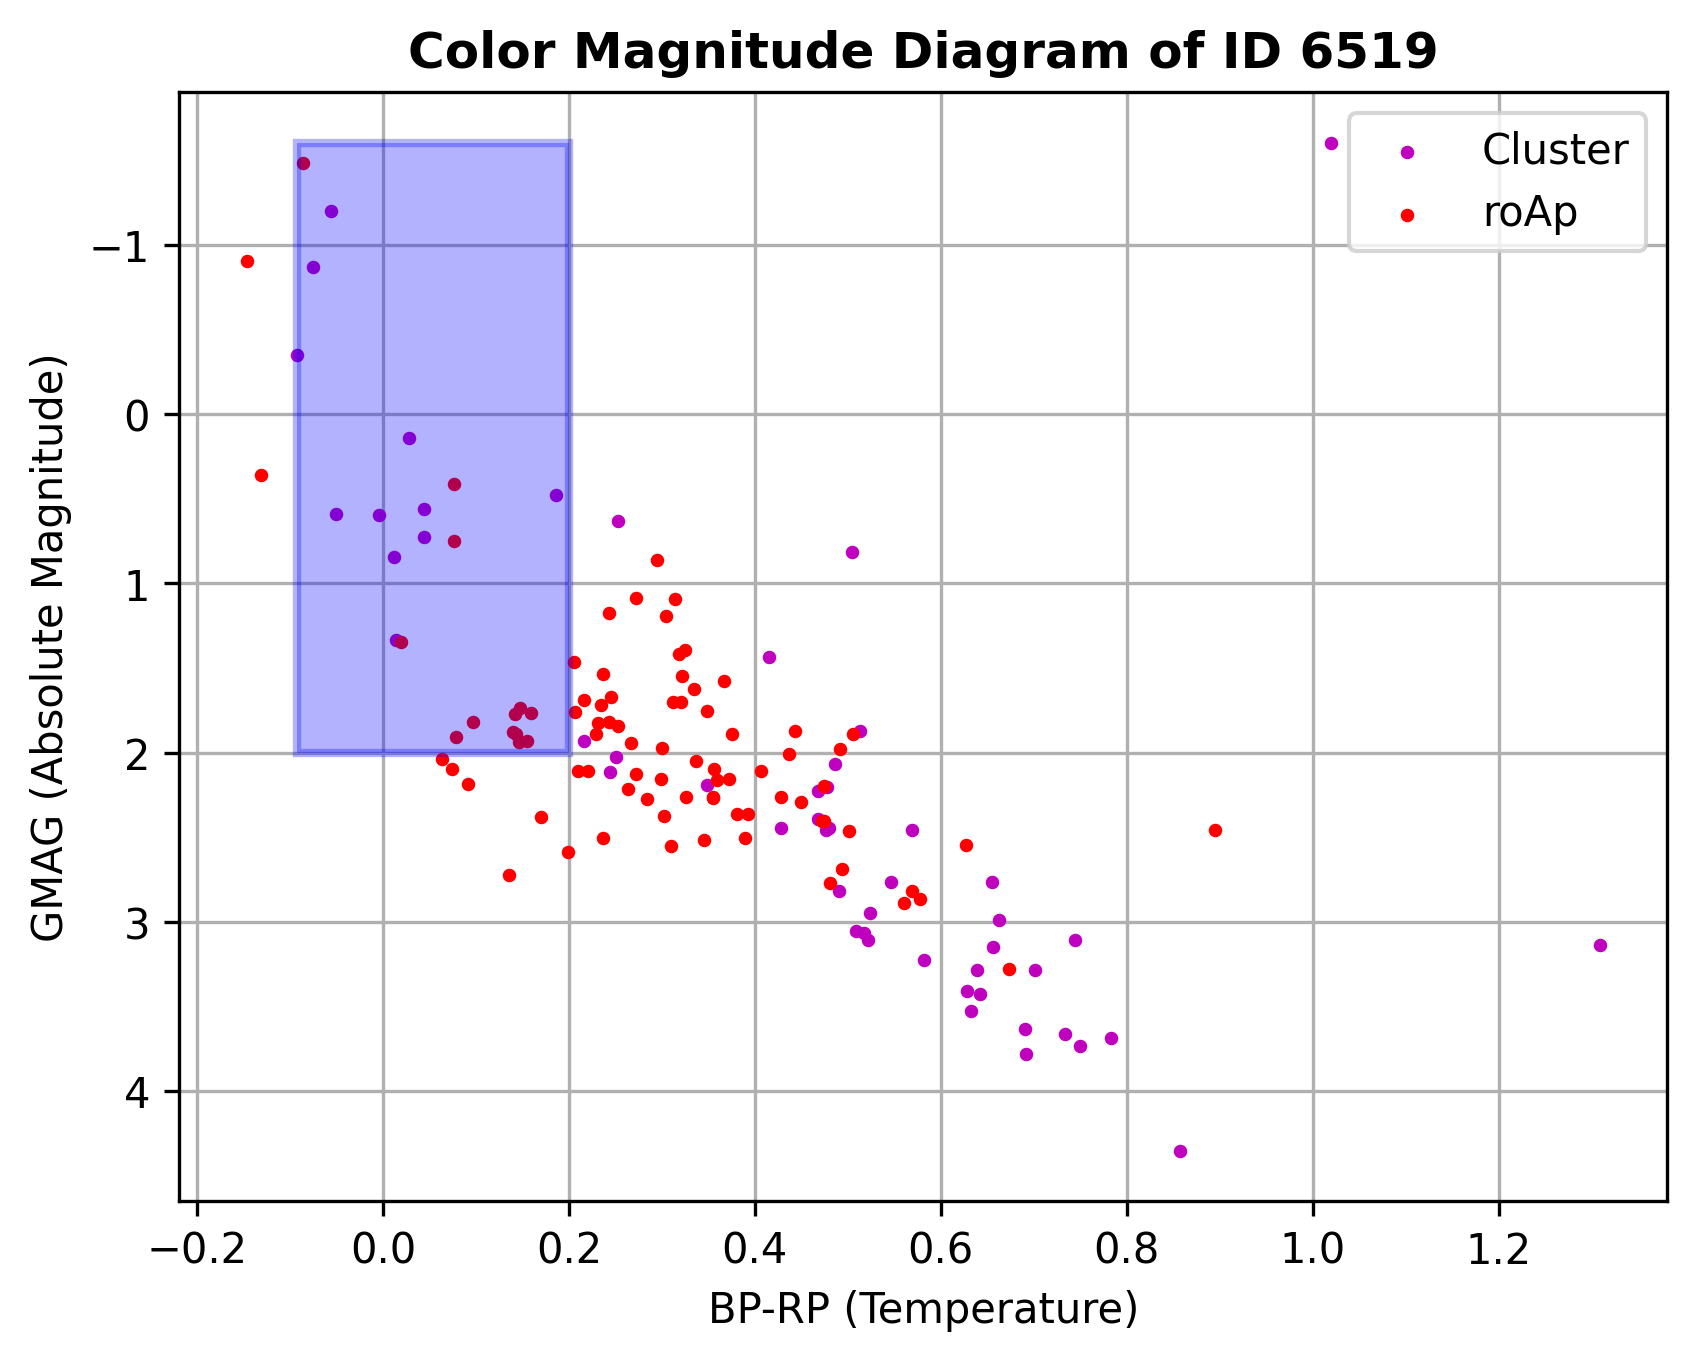 Color Magnitude Diagram of ID 6519
Cluster
roAp
GMAG (Absolute Magnitude)
−1
0
1
2
3
4
−0.2 0.0 0.2 0.4 0.6 0.8 1.0 1.2
BP-RP (Temperature)